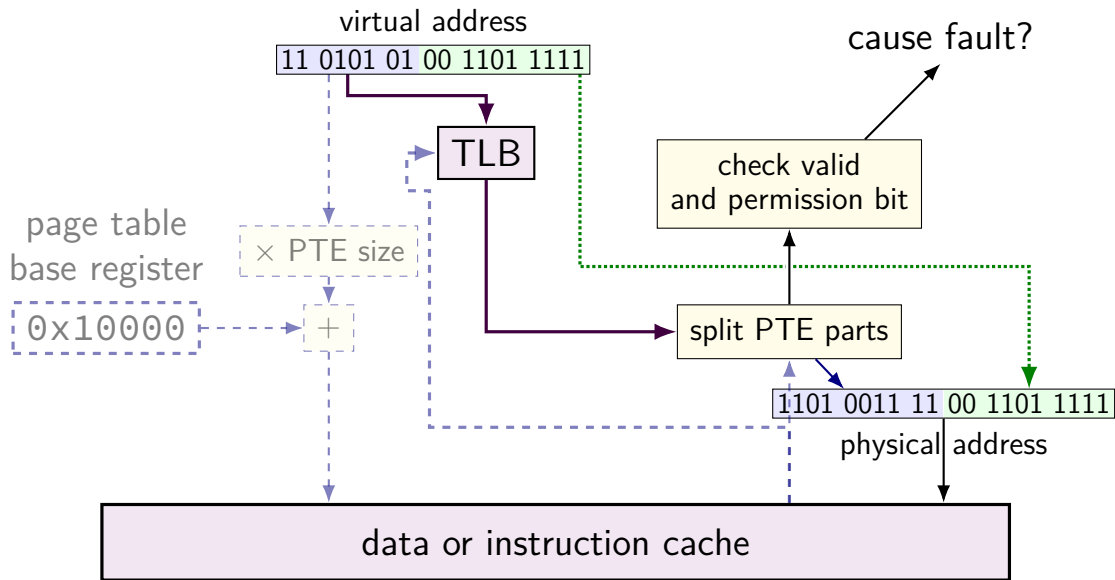 virtual address
11 0101 01 00 1101 1111
cause fault?
TLB
check valid
and permission bit
page table
base register
× PTE size
0x10000
+
split PTE parts
1101 0011 11 00 1101 1111
physical address
data or instruction cache